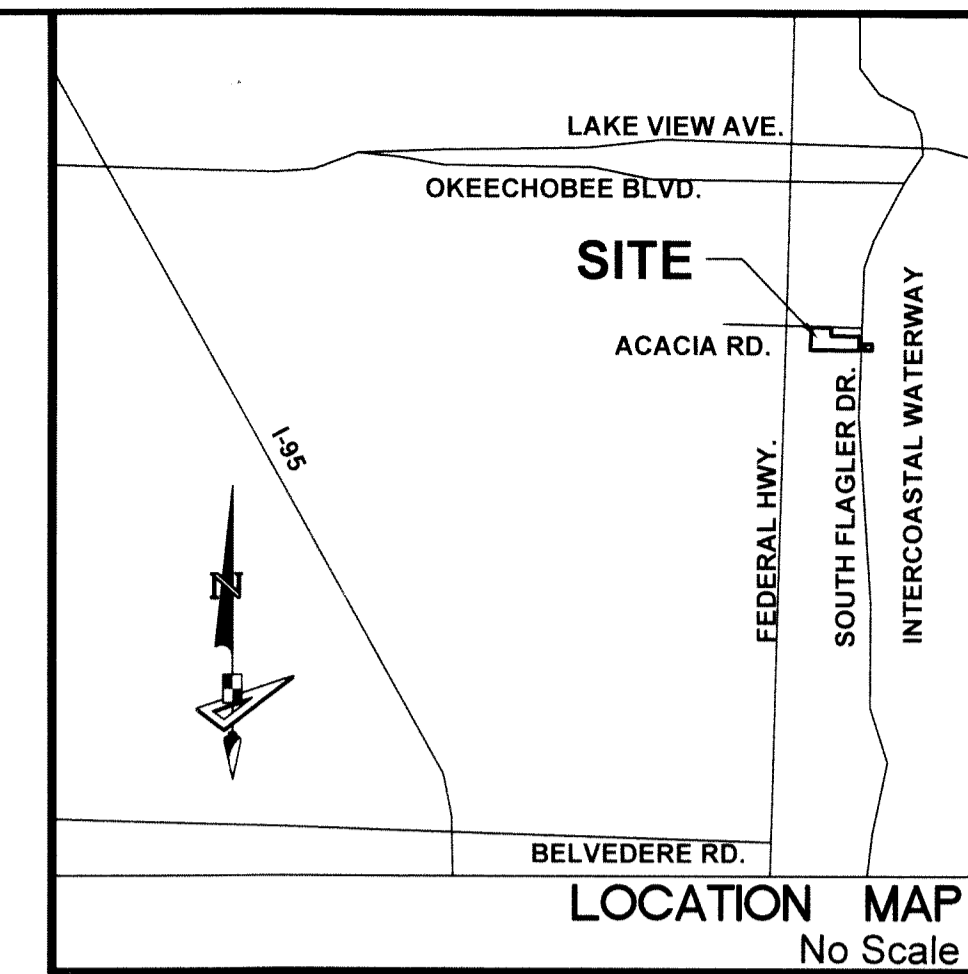 LAKE VIEW AVE.
OKEECHOBEE BLVD.
SITE
ACACIA RD.
I-95
N
FEDERAL HWY.
SOUTH FLAGLER DR.
INTERCOASTAL WATERWAY
BELVEDERE RD.
LOCATION MAP
No Scale